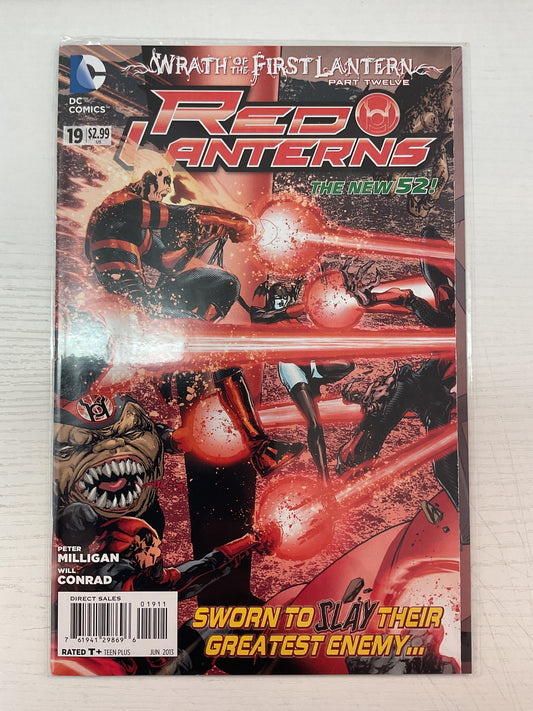 WRATH OF THE FIRST LANTERN
PART TWELVE
DC
DC COMICS™
19 $2.99
US
RED
LANTERNS
THE NEW 52!
PETER
MILLIGAN
WILL
CONRAD
DIRECT SALES
01911
7 61941 29869 6
RATED T+ TEEN PLUS JUN 2013
SWORN TO SLAY THEIR
GREATEST ENEMY...